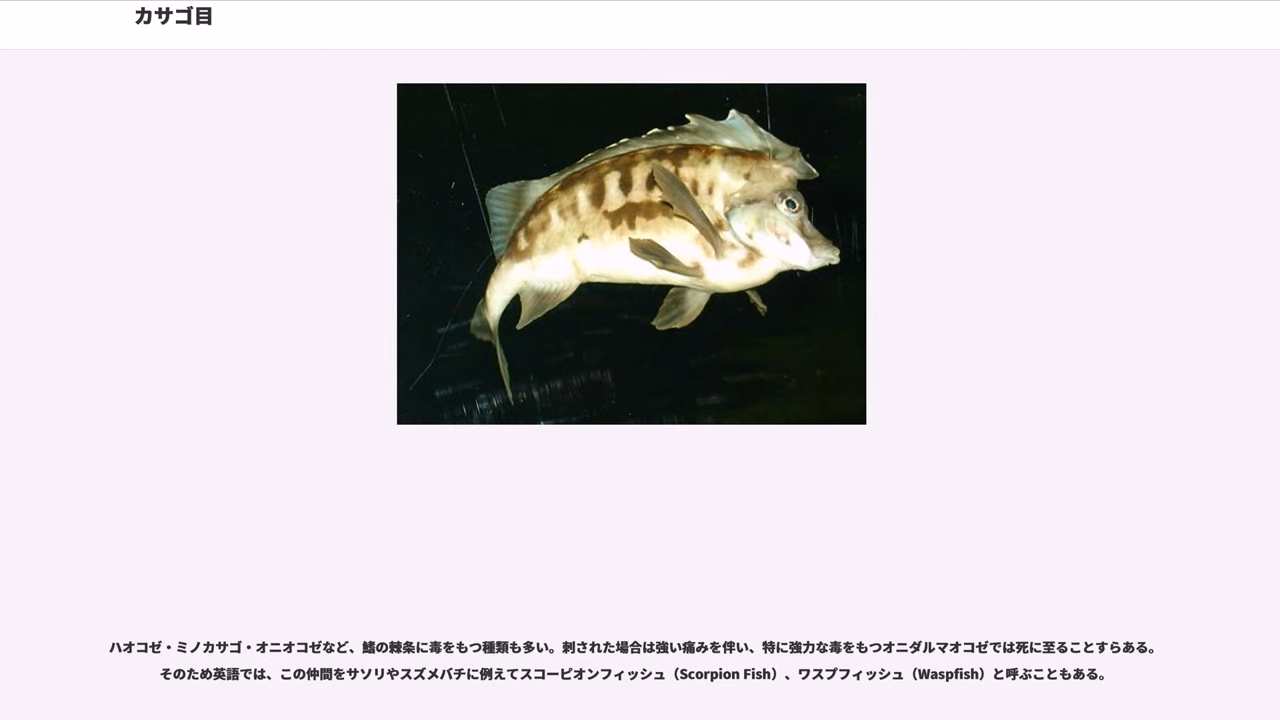 カサゴ目
ハオコゼ・ミノカサゴ・オニオコゼなど、鰭の棘条に毒をもつ種類も多い。刺された場合は強い痛みを伴い、特に強力な毒をもつオニダルマオコゼでは死に至ることすらある。
そのため英語では、この仲間をサソリやスズメバチに例えてスコーピオンフィッシュ（Scorpion Fish）、ワスプフィッシュ（Waspfish）と呼ぶこともある。